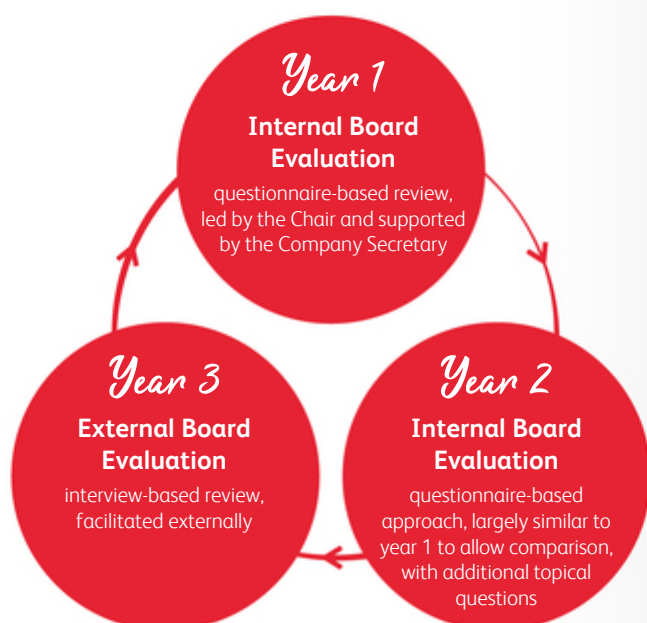 Year 1
Internal Board
Evaluation
questionnaire-based review,
led by the Chair and supported
by the Company Secretary
Year 2
Internal Board
Evaluation
questionnaire-based
approach, largely similar to
year 1 to allow comparison,
with additional topical
questions
Year 3
External Board
Evaluation
interview-based review,
facilitated externally